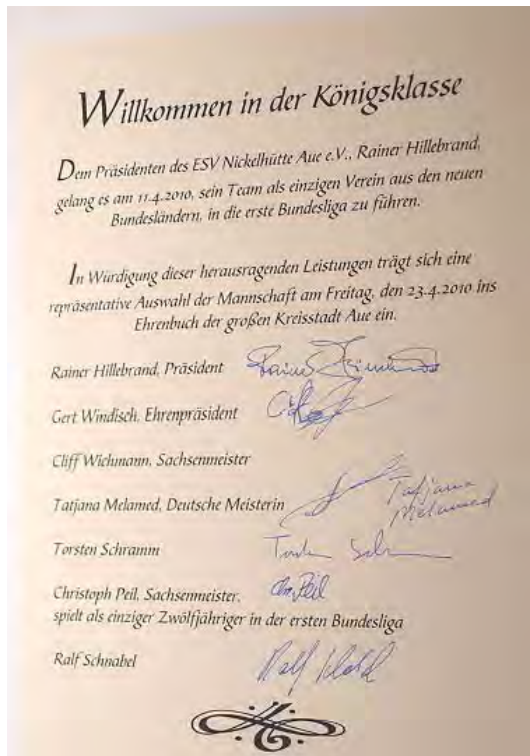 Willkommen in der Königsklasse
Dem Präsidenten des ESV Nickelhütte Aue e.V., Rainer Hillebrand,
gelang es am 11.4.2010, sein Team als einzigen Verein aus den neuen
Bundesländern, in die erste Bundesliga zu führen.
In Würdigung dieser herausragenden Leistungen trägt sich eine
repräsentative Auswahl der Mannschaft am Freitag, den 23.4.2010 ins
Ehrenbuch der großen Kreisstadt Aue ein.
Rainer Hillebrand, Präsident Rainer
Gert Windisch, Ehrenpräsident
Cliff Wichmann, Sachsenmeister
Tatjana Melamed, Deutsche Meisterin Tatjana
Melamed
Torsten Schramm
Christoph Peil, Sachsenmeister, Peil
spielt als einziger Zwölfjähriger in der ersten Bundesliga
Ralf Schnabel Ralf